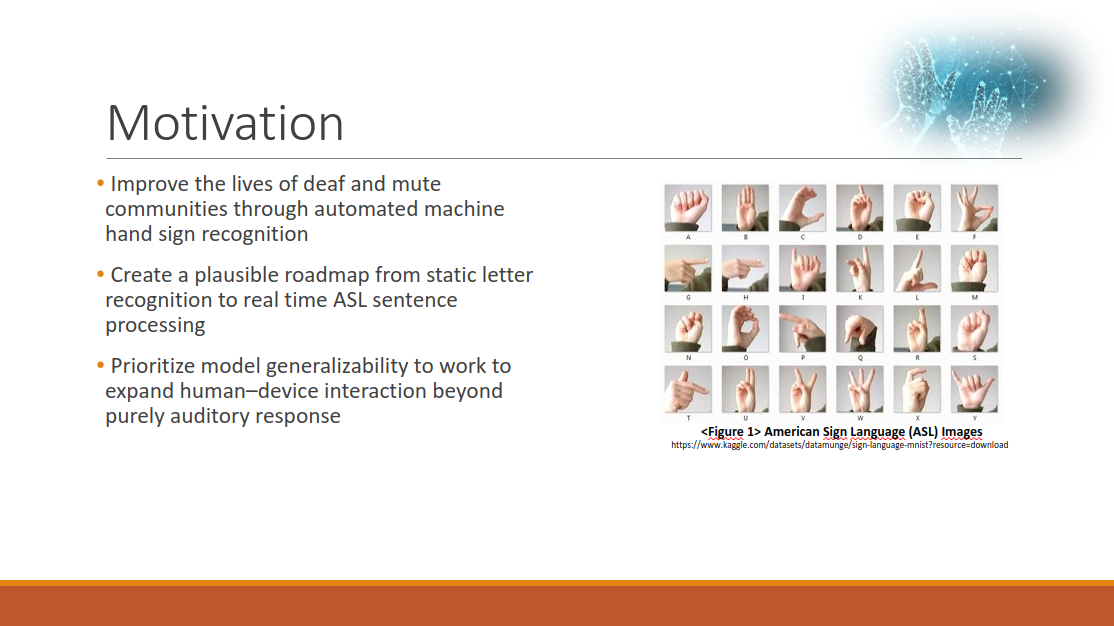 Motivation
• Improve the lives of deaf and mute
communities through automated machine
hand sign recognition
• Create a plausible roadmap from static letter
recognition to real time ASL sentence
processing
• Prioritize model generalizability to work to
expand human–device interaction beyond
purely auditory response
A B C D E F
G H I K L M
N O P Q R S
T U V W X Y
<Figure 1> American Sign Language (ASL) Images
https://www.kaggle.com/datasets/datamunge/sign-language-mnist?resource=download